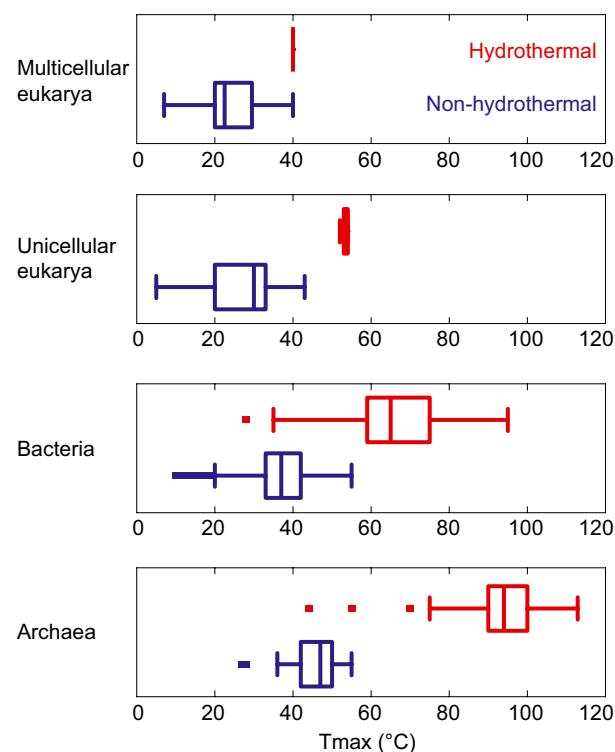 Multicellular
eukarya
Hydrothermal
Non-hydrothermal
0 20 40 60 80 100 120
Unicellular
eukarya
0 20 40 60 80 100 120
Bacteria
0 20 40 60 80 100 120
Archaea
0 20 40 60 80 100 120
Tmax (°C)